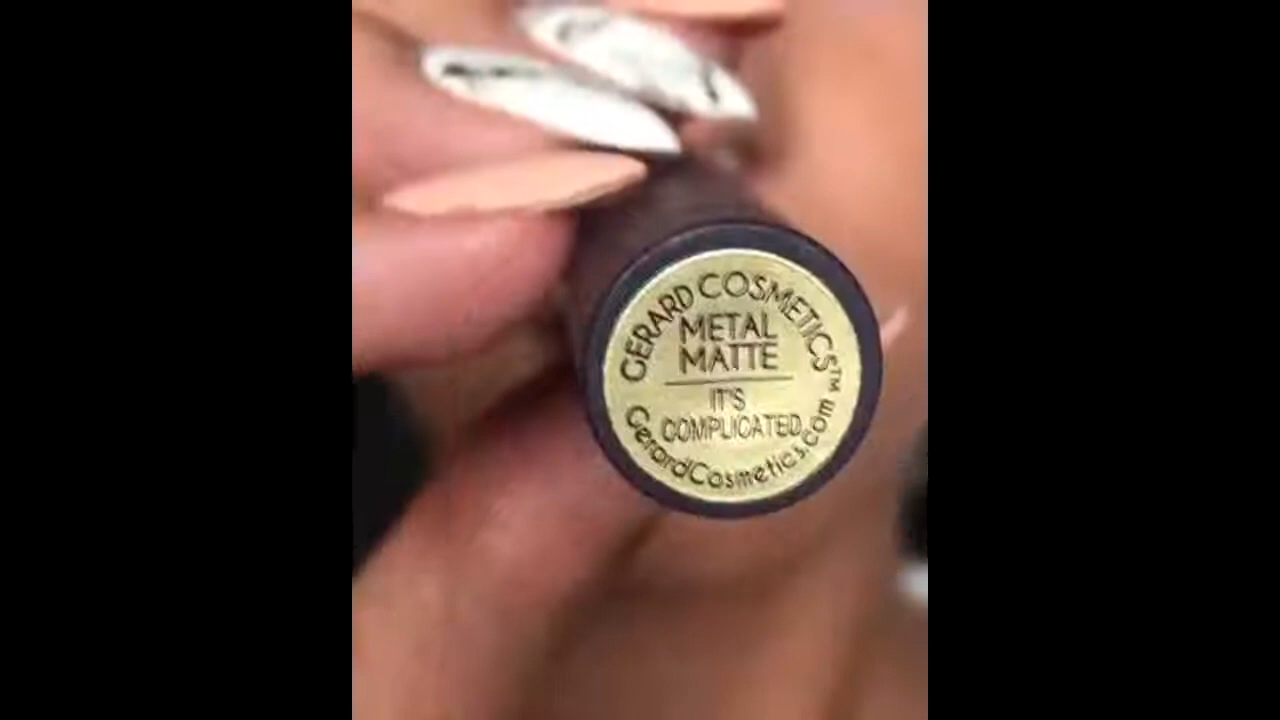 GERARD COSMETICS™
METAL
MATTE
IT'S
COMPLICATED
GerardCosmetics.com